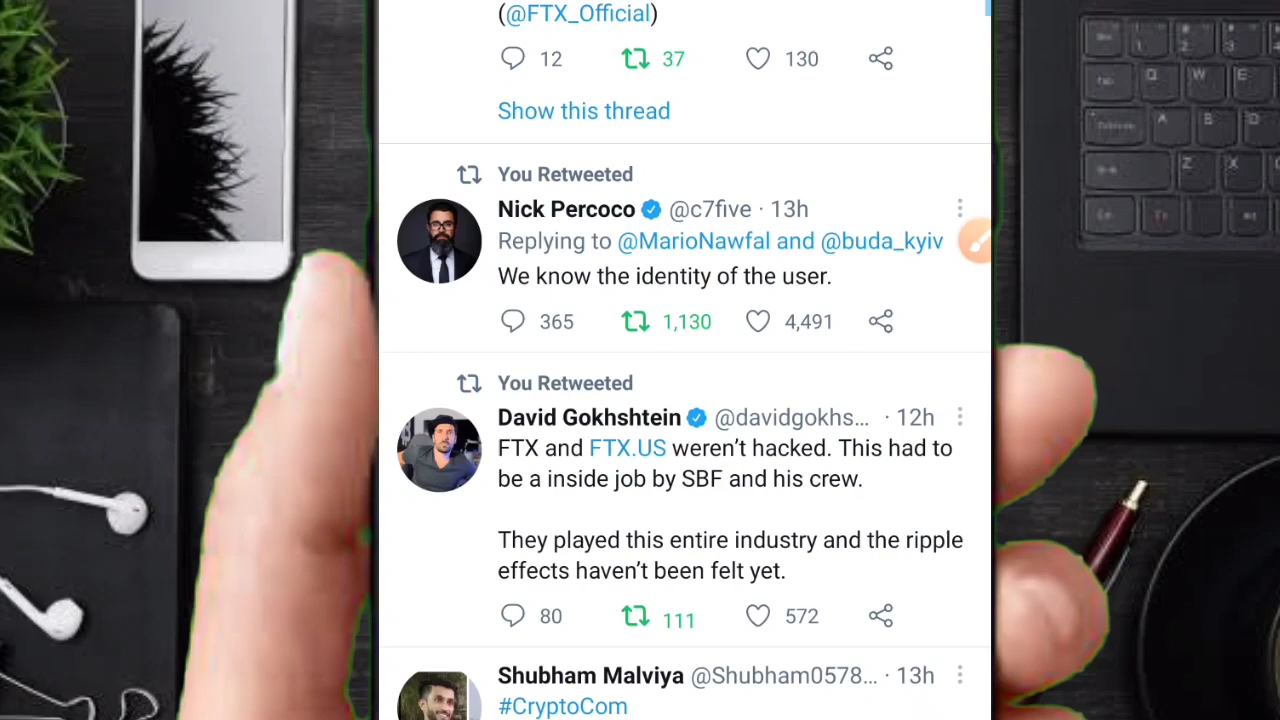 (@FTX_Official)
12 37 130
Show this thread
You Retweeted
Nick Percoco @c7five · 13h
Replying to @MarioNawfal and @buda_kyiv
We know the identity of the user.
365 1,130 4,491
You Retweeted
David Gokhshtein @davidgokhs... · 12h
FTX and FTX.US weren’t hacked. This had to
be a inside job by SBF and his crew.
They played this entire industry and the ripple
effects haven’t been felt yet.
80 111 572
Shubham Malviya @Shubham0578... · 13h
#CryptoCom
1 2 3
Q W E
A S D
Z X